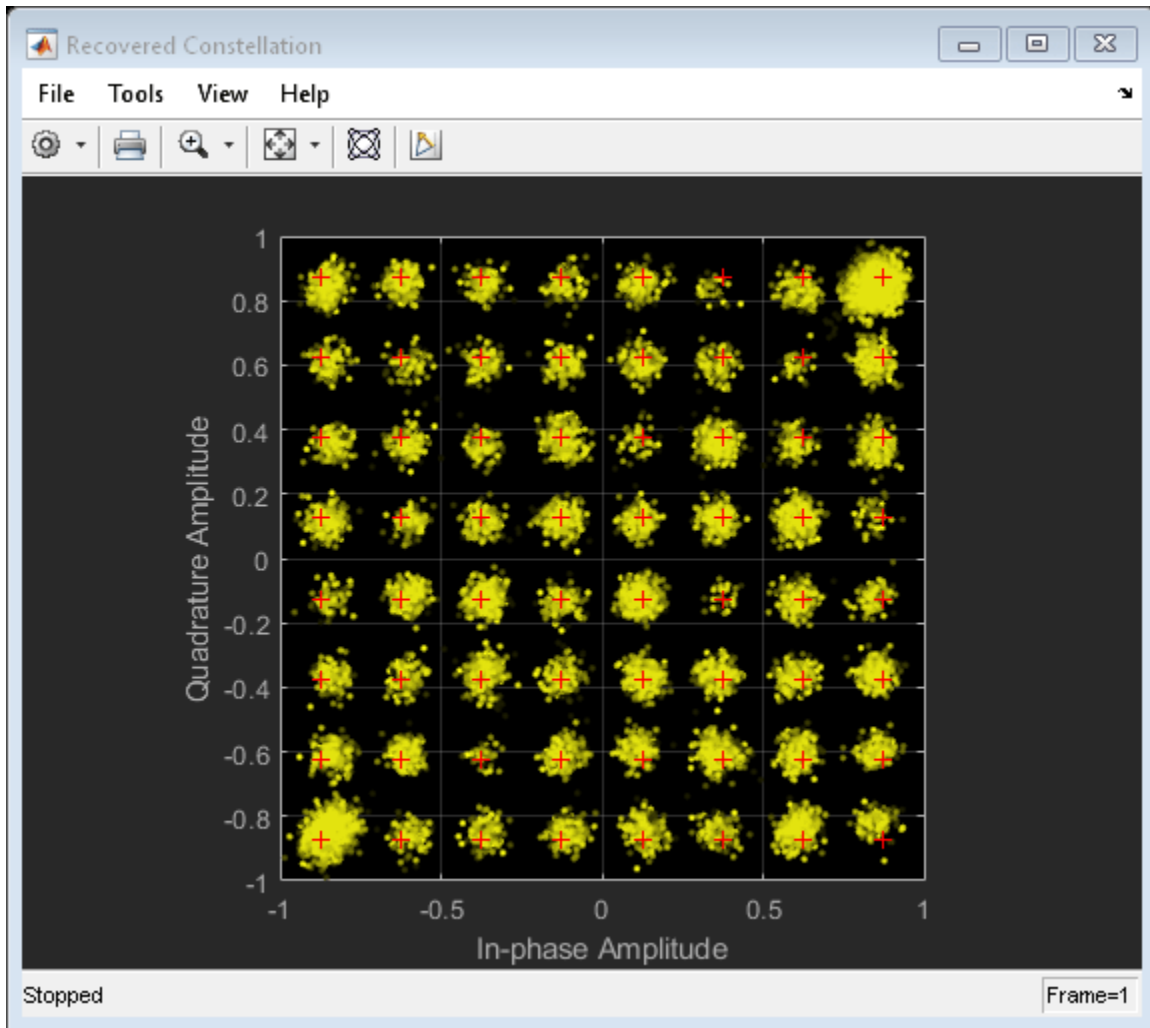 Recovered Constellation
File Tools View Help
1
0.8
0.6
0.4
0.2
0
-0.2
-0.4
-0.6
-0.8
-1
Quadrature Amplitude
-1 -0.5 0 0.5 1
In-phase Amplitude
Stopped Frame=1